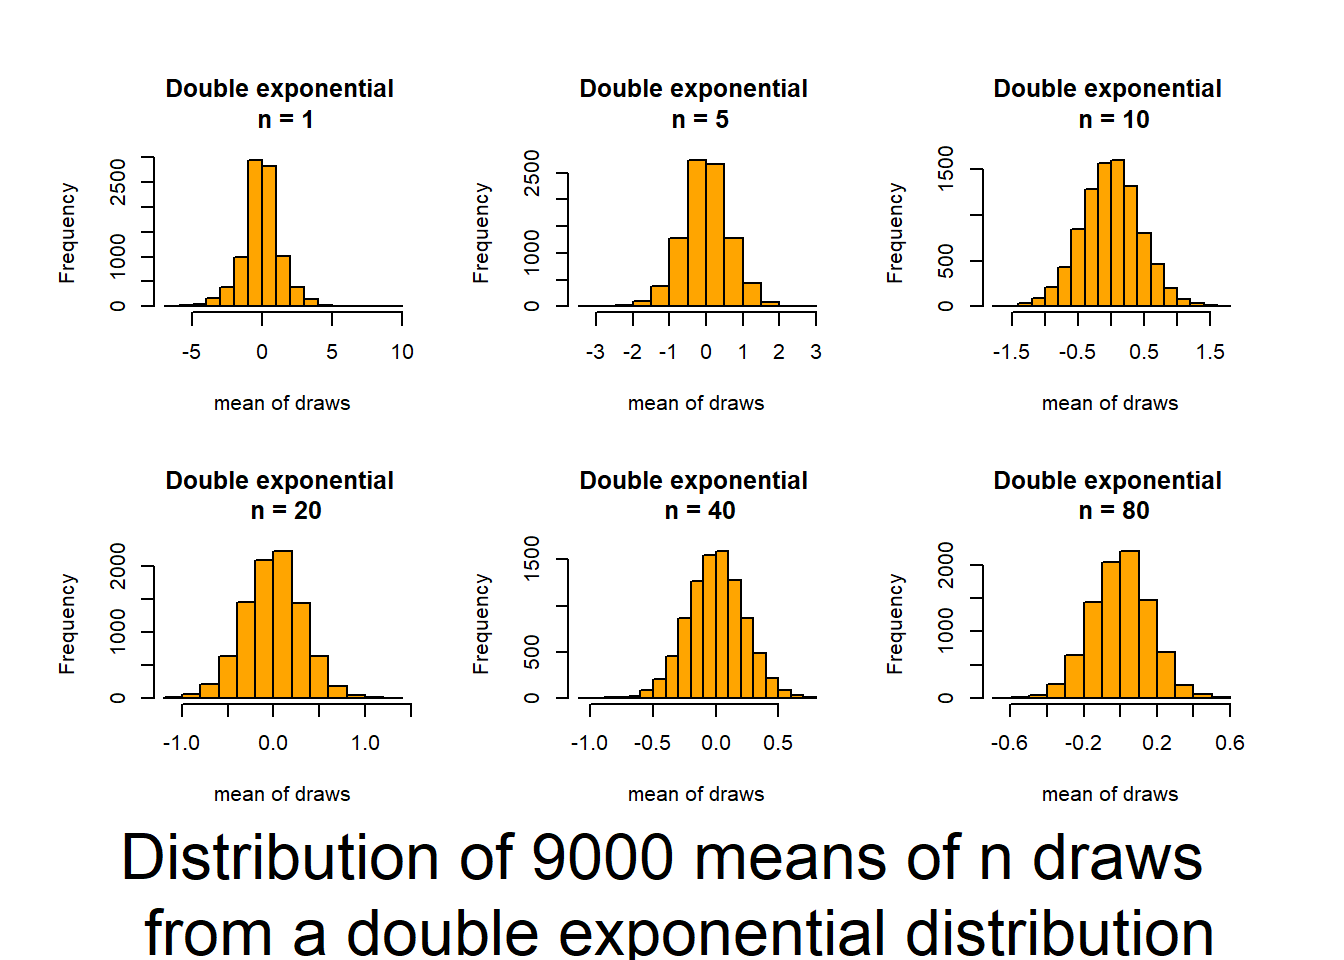 Double exponential
n = 1
Frequency
0 1000 2500
-5 0 5 10
mean of draws
Double exponential
n = 5
Frequency
0 1000 2500
-3 -2 -1 0 1 2 3
mean of draws
Double exponential
n = 10
Frequency
0 500 1500
-1.5 -0.5 0.5 1.5
mean of draws
Double exponential
n = 20
Frequency
0 1000 2000
-1.0 0.0 1.0
mean of draws
Double exponential
n = 40
Frequency
0 500 1500
-1.0 -0.5 0.0 0.5
mean of draws
Double exponential
n = 80
Frequency
0 1000 2000
-0.6 -0.2 0.2 0.6
mean of draws
Distribution of 9000 means of n draws
from a double exponential distribution